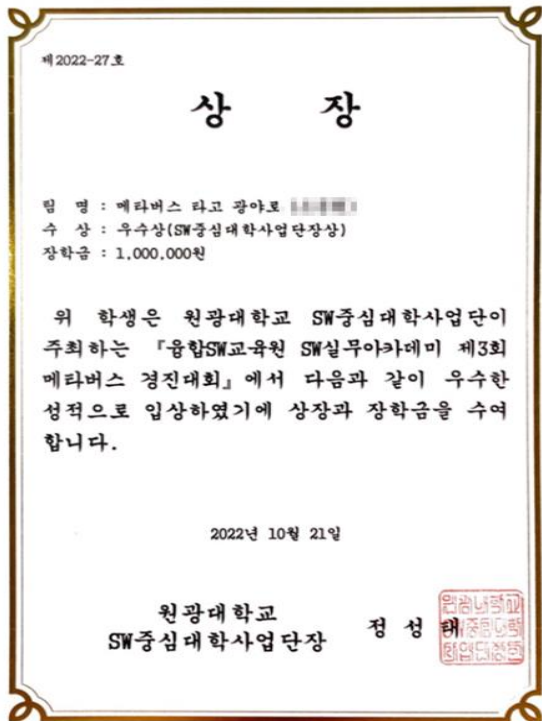 제2022-27호
상 장
팀 명 : 메타버스 타고 광야로
수 상 : 우수상(SW중심대학사업단장상)
장학금 : 1,000,000원
위 학생은 원광대학교 SW중심대학사업단이
주최하는 『융합SW교육원 SW실무아카데미 제3회
메타버스 경진대회』에서 다음과 같이 우수한
성적으로 입상하였기에 상장과 장학금을 수여
합니다.
2022년 10월 21일
원광대학교
SW중심대학사업단장 정 성 태